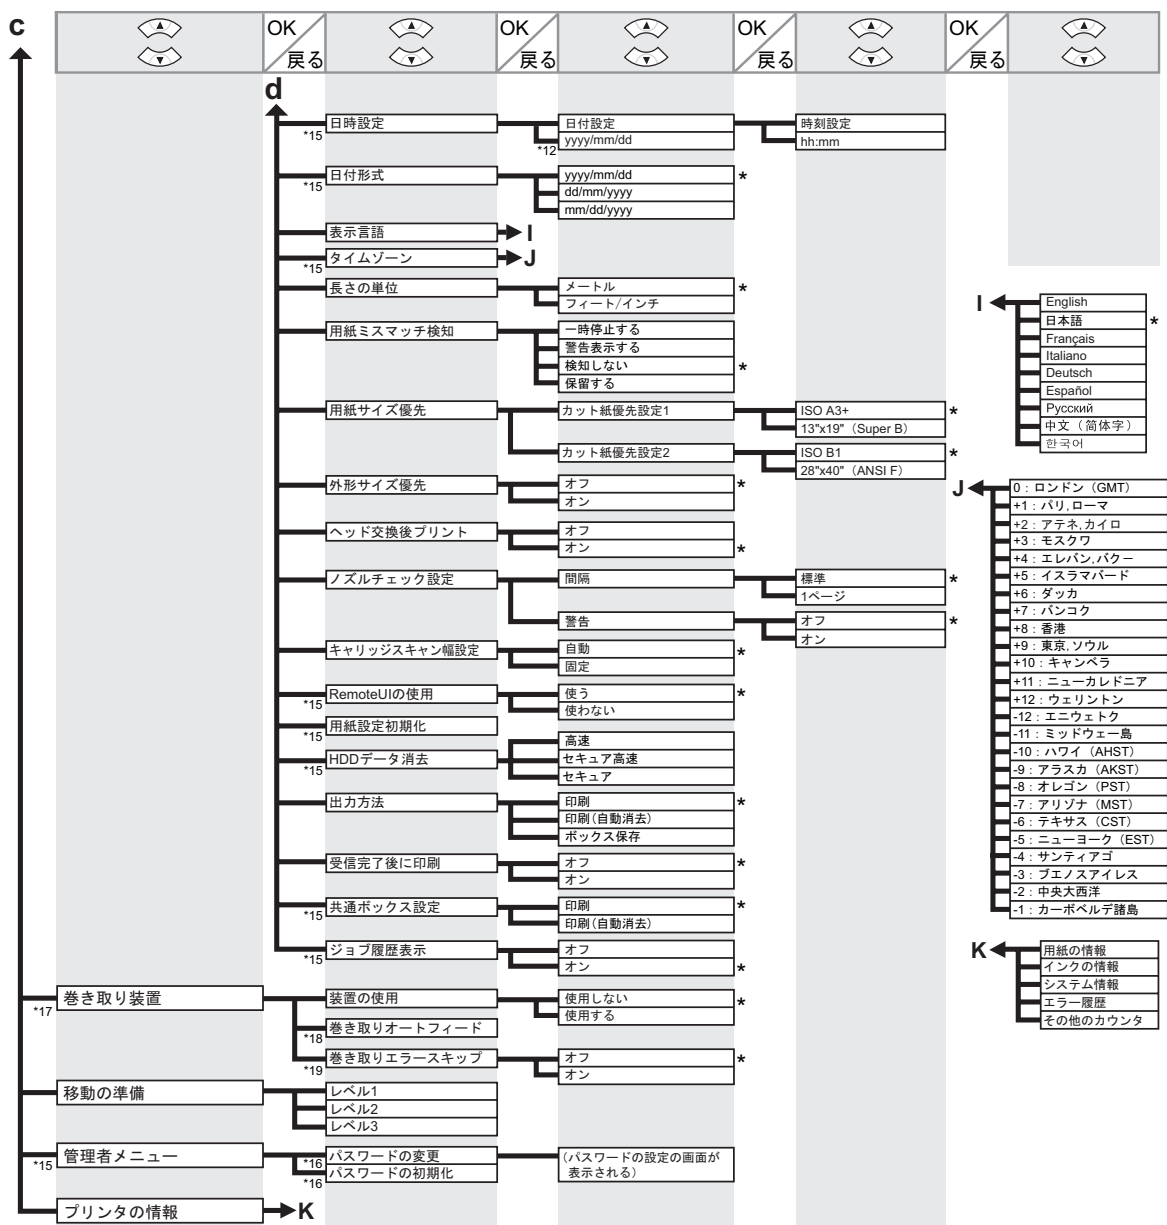 c
OK
戻る
OK
戻る
OK
戻る
OK
戻る
d
*15
日時設定
*12
日付設定
yyyy/mm/dd
時刻設定
hh:mm
*15
日付形式
yyyy/mm/dd
*
dd/mm/yyyy
mm/dd/yyyy
表示言語
I
*15
タイムゾーン
J
長さの単位
メートル
*
フィート/インチ
用紙ミスマッチ検知
一時停止する
警告表示する
検知しない
*
保留する
用紙サイズ優先
カット紙優先設定1
ISO A3+
*
13"x19"（Super B）
カット紙優先設定2
ISO B1
*
28"x40"（ANSI F）
外形サイズ優先
オフ
*
オン
ヘッド交換後プリント
オフ
オン
*
ノズルチェック設定
間隔
標準
*
1ページ
警告
オフ
*
オン
キャリッジスキャン幅設定
自動
*
固定
*15
RemoteUIの使用
使う
*
使わない
*15
用紙設定初期化
*15
HDDデータ消去
高速
セキュア高速
セキュア
出力方法
印刷
*
印刷(自動消去)
ボックス保存
受信完了後に印刷
オフ
*
オン
*15
共通ボックス設定
印刷
*
印刷(自動消去)
*15
ジョブ履歴表示
オフ
オン
*
*17
巻き取り装置
装置の使用
使用しない
*
使用する
*18
巻き取りオートフィード
*19
巻き取りエラースキップ
オフ
*
オン
移動の準備
レベル1
レベル2
レベル3
*15
管理者メニュー
*16
パスワードの変更
（パスワードの設定の画面が
表示される）
*16
パスワードの初期化
プリンタの情報
K
I
English
日本語
*
Français
Italiano
Deutsch
Español
Русский
中文（简体字）
한국어
J
0：ロンドン（GMT）
+1：パリ,ローマ
+2：アテネ,カイロ
+3：モスクワ
+4：エレバン,バクー
+5：イスラマバード
+6：ダッカ
+7：バンコク
+8：香港
+9：東京,ソウル
+10：キャンベラ
+11：ニューカレドニア
+12：ウェリントン
-12：エニウェトク
-11：ミッドウェー島
-10：ハワイ（AHST）
-9：アラスカ（AKST）
-8：オレゴン（PST）
-7：アリゾナ（MST）
-6：テキサス（CST）
-5：ニューヨーク（EST）
-4：サンティアゴ
-3：ブエノスアイレス
-2：中央大西洋
-1：カーボベルデ諸島
K
用紙の情報
インクの情報
システム情報
エラー履歴
その他のカウンタ